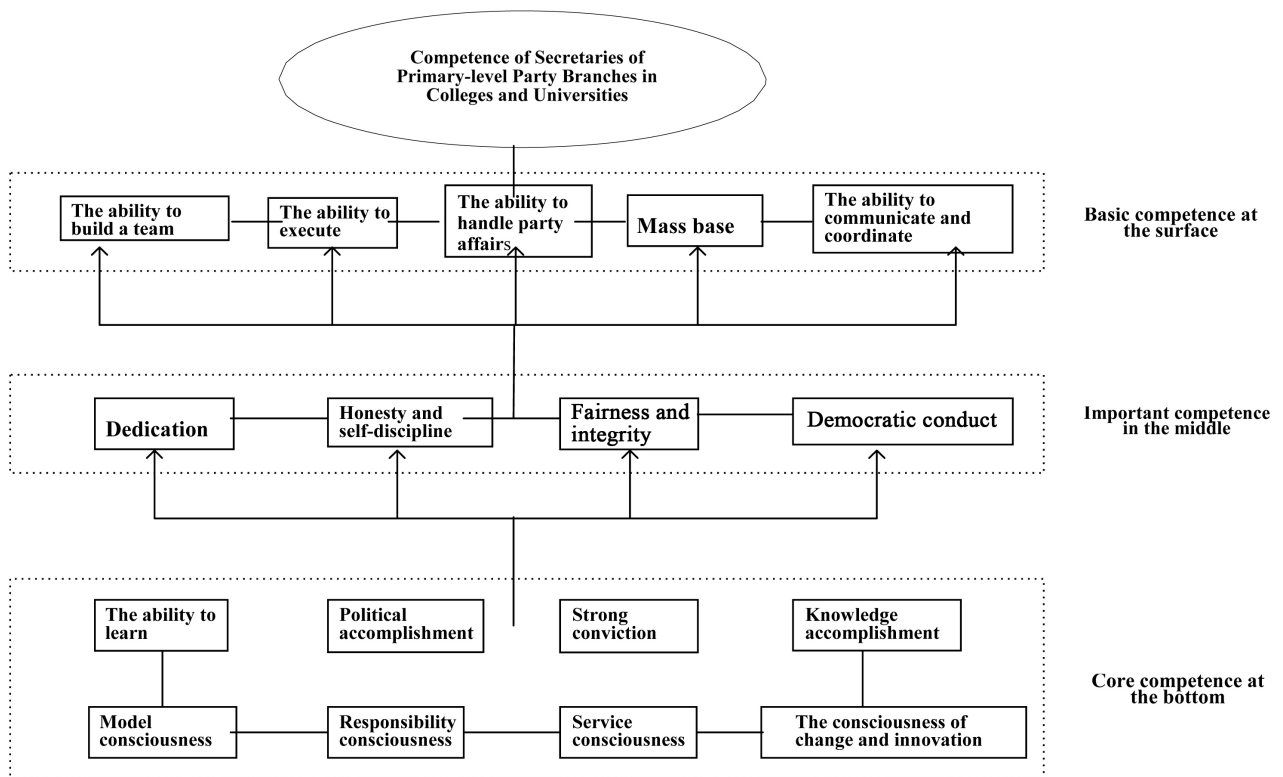 Competence of Secretaries of
Primary-level Party Branches in
Colleges and Universities
The ability to
build a team
The ability to
execute
The ability to
handle party
affairs
Mass base
The ability to
communicate and
coordinate
Basic competence at
the surface
Dedication
Honesty and
self-discipline
Fairness and
integrity
Democratic conduct
Important competence
in the middle
The ability to
learn
Political
accomplishment
Strong
conviction
Knowledge
accomplishment
Model
consciousness
Responsibility
consciousness
Service
consciousness
The consciousness of
change and innovation
Core competence at
the bottom